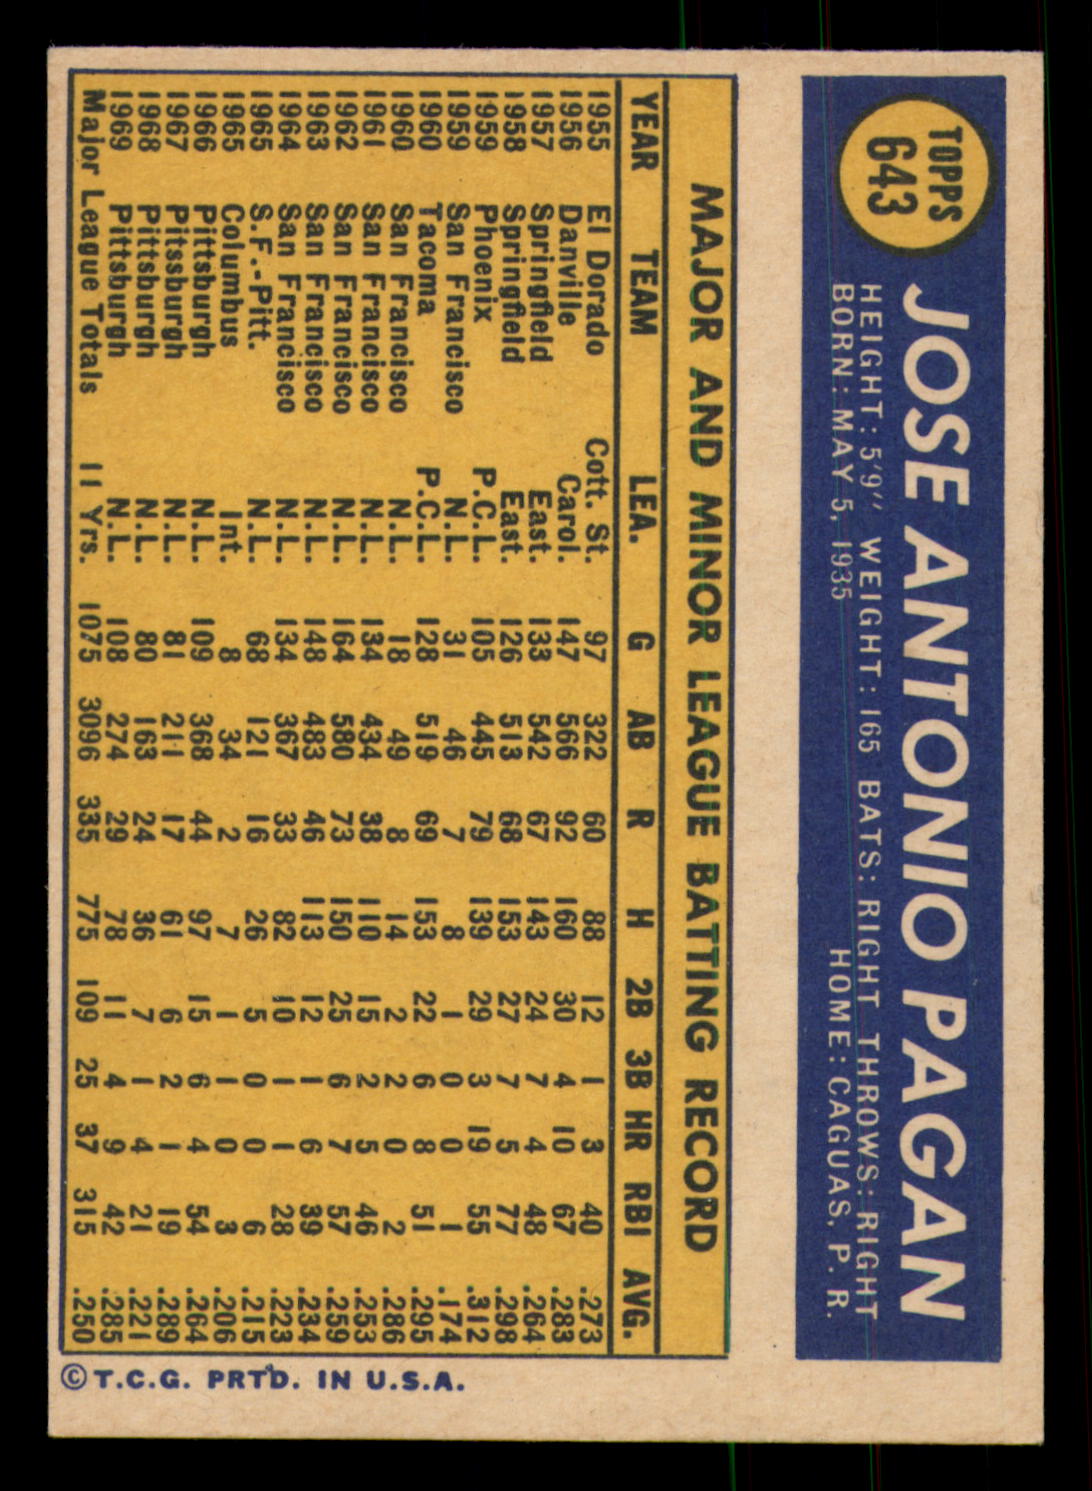 TOPPS
643
JOSE ANTONIO PAGAN
HEIGHT: 5'9" WEIGHT: 165 BATS: RIGHT THROWS: RIGHT
BORN: MAY 5, 1935 HOME: CAGUAS, P. R.
MAJOR AND MINOR LEAGUE BATTING RECORD
YEAR TEAM LEA. G AB R H 2B 3B HR RBI AVG.
1955 El Dorado Cott. St. 97 322 60 88 12 1 3 40 .273
1956 Danville Carol. 147 566 92 160 30 4 10 67 .283
1957 Springfield East. 133 542 67 143 24 7 4 48 .264
1958 Springfield East. 126 513 68 153 27 7 5 77 .298
1959 Phoenix P.C.L. 105 445 79 139 29 3 19 55 .312
1959 San Francisco N.L. 31 46 7 8 1 0 0 1 .174
1960 Tacoma P.C.L. 128 519 69 153 22 6 8 51 .295
1960 San Francisco N.L. 18 49 8 14 2 2 0 2 .286
1961 San Francisco N.L. 134 434 38 110 15 2 5 46 .253
1962 San Francisco N.L. 164 580 73 150 25 6 7 57 .259
1963 San Francisco N.L. 148 483 46 113 12 1 6 39 .234
1964 San Francisco N.L. 134 367 33 82 10 1 1 28 .223
1965 S.F.-Pitt. N.L. 68 121 16 26 5 0 0 6 .215
1965 Columbus Int. 8 34 2 7 1 1 0 3 .206
1966 Pittsburgh N.L. 109 368 44 97 15 6 4 54 .264
1967 Pitssburgh N.L. 81 211 17 61 6 2 1 19 .289
1968 Pittsburgh N.L. 80 163 24 36 7 1 4 21 .221
1969 Pittsburgh N.L. 108 274 29 78 11 4 9 42 .285
Major League Totals 11 Yrs. 1075 3096 335 775 109 25 37 315 .250
© T.C.G. PRT'D. IN U.S.A.